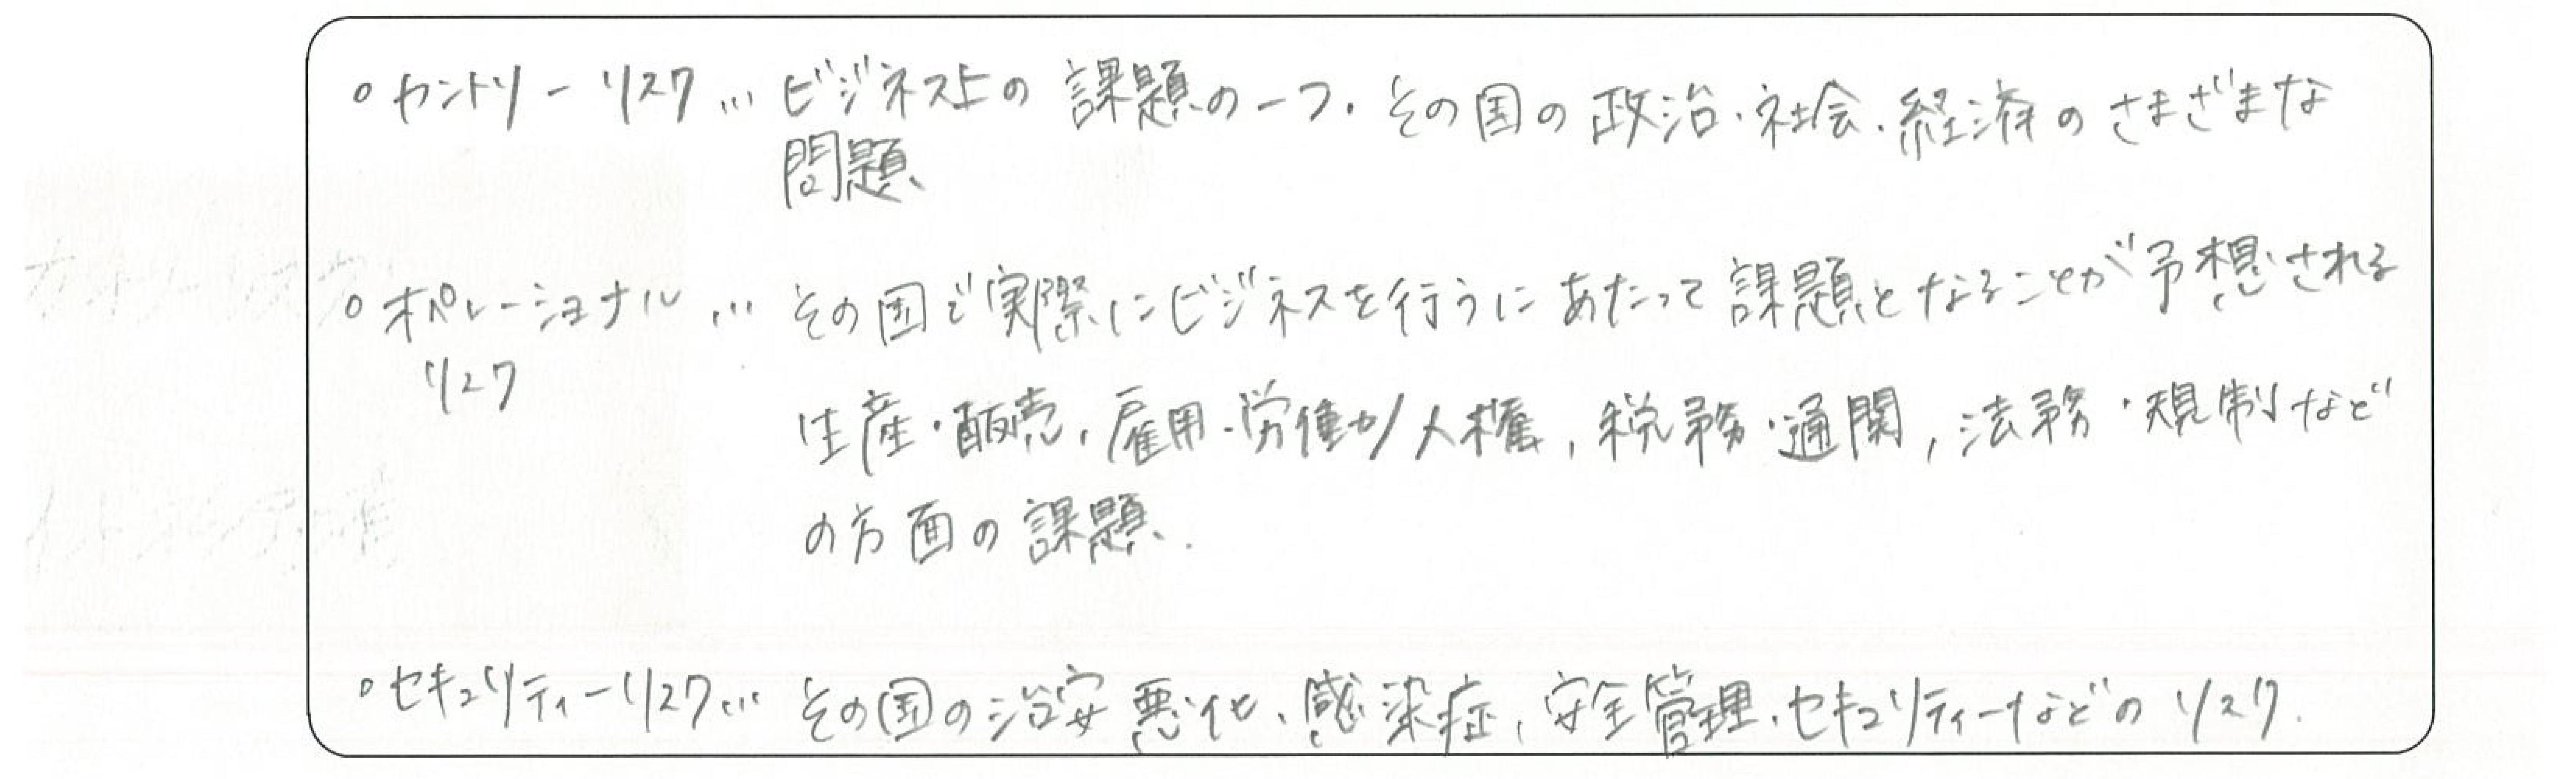 ○ カントリーリスク … ビジネス上の課題の一つ.その国の政治・社会・経済のさまざまな
問題
○ オペレーショナル … その国で実際にビジネスを行うにあたって課題となることが予想される
リスク
生産・販売,雇用・労働力/人権,税務・通関,法務・規制など
の方面の課題.
○ セキュリティーリスク… その国の治安悪化、感染症,安全管理・セキュリティーなどのリスク.